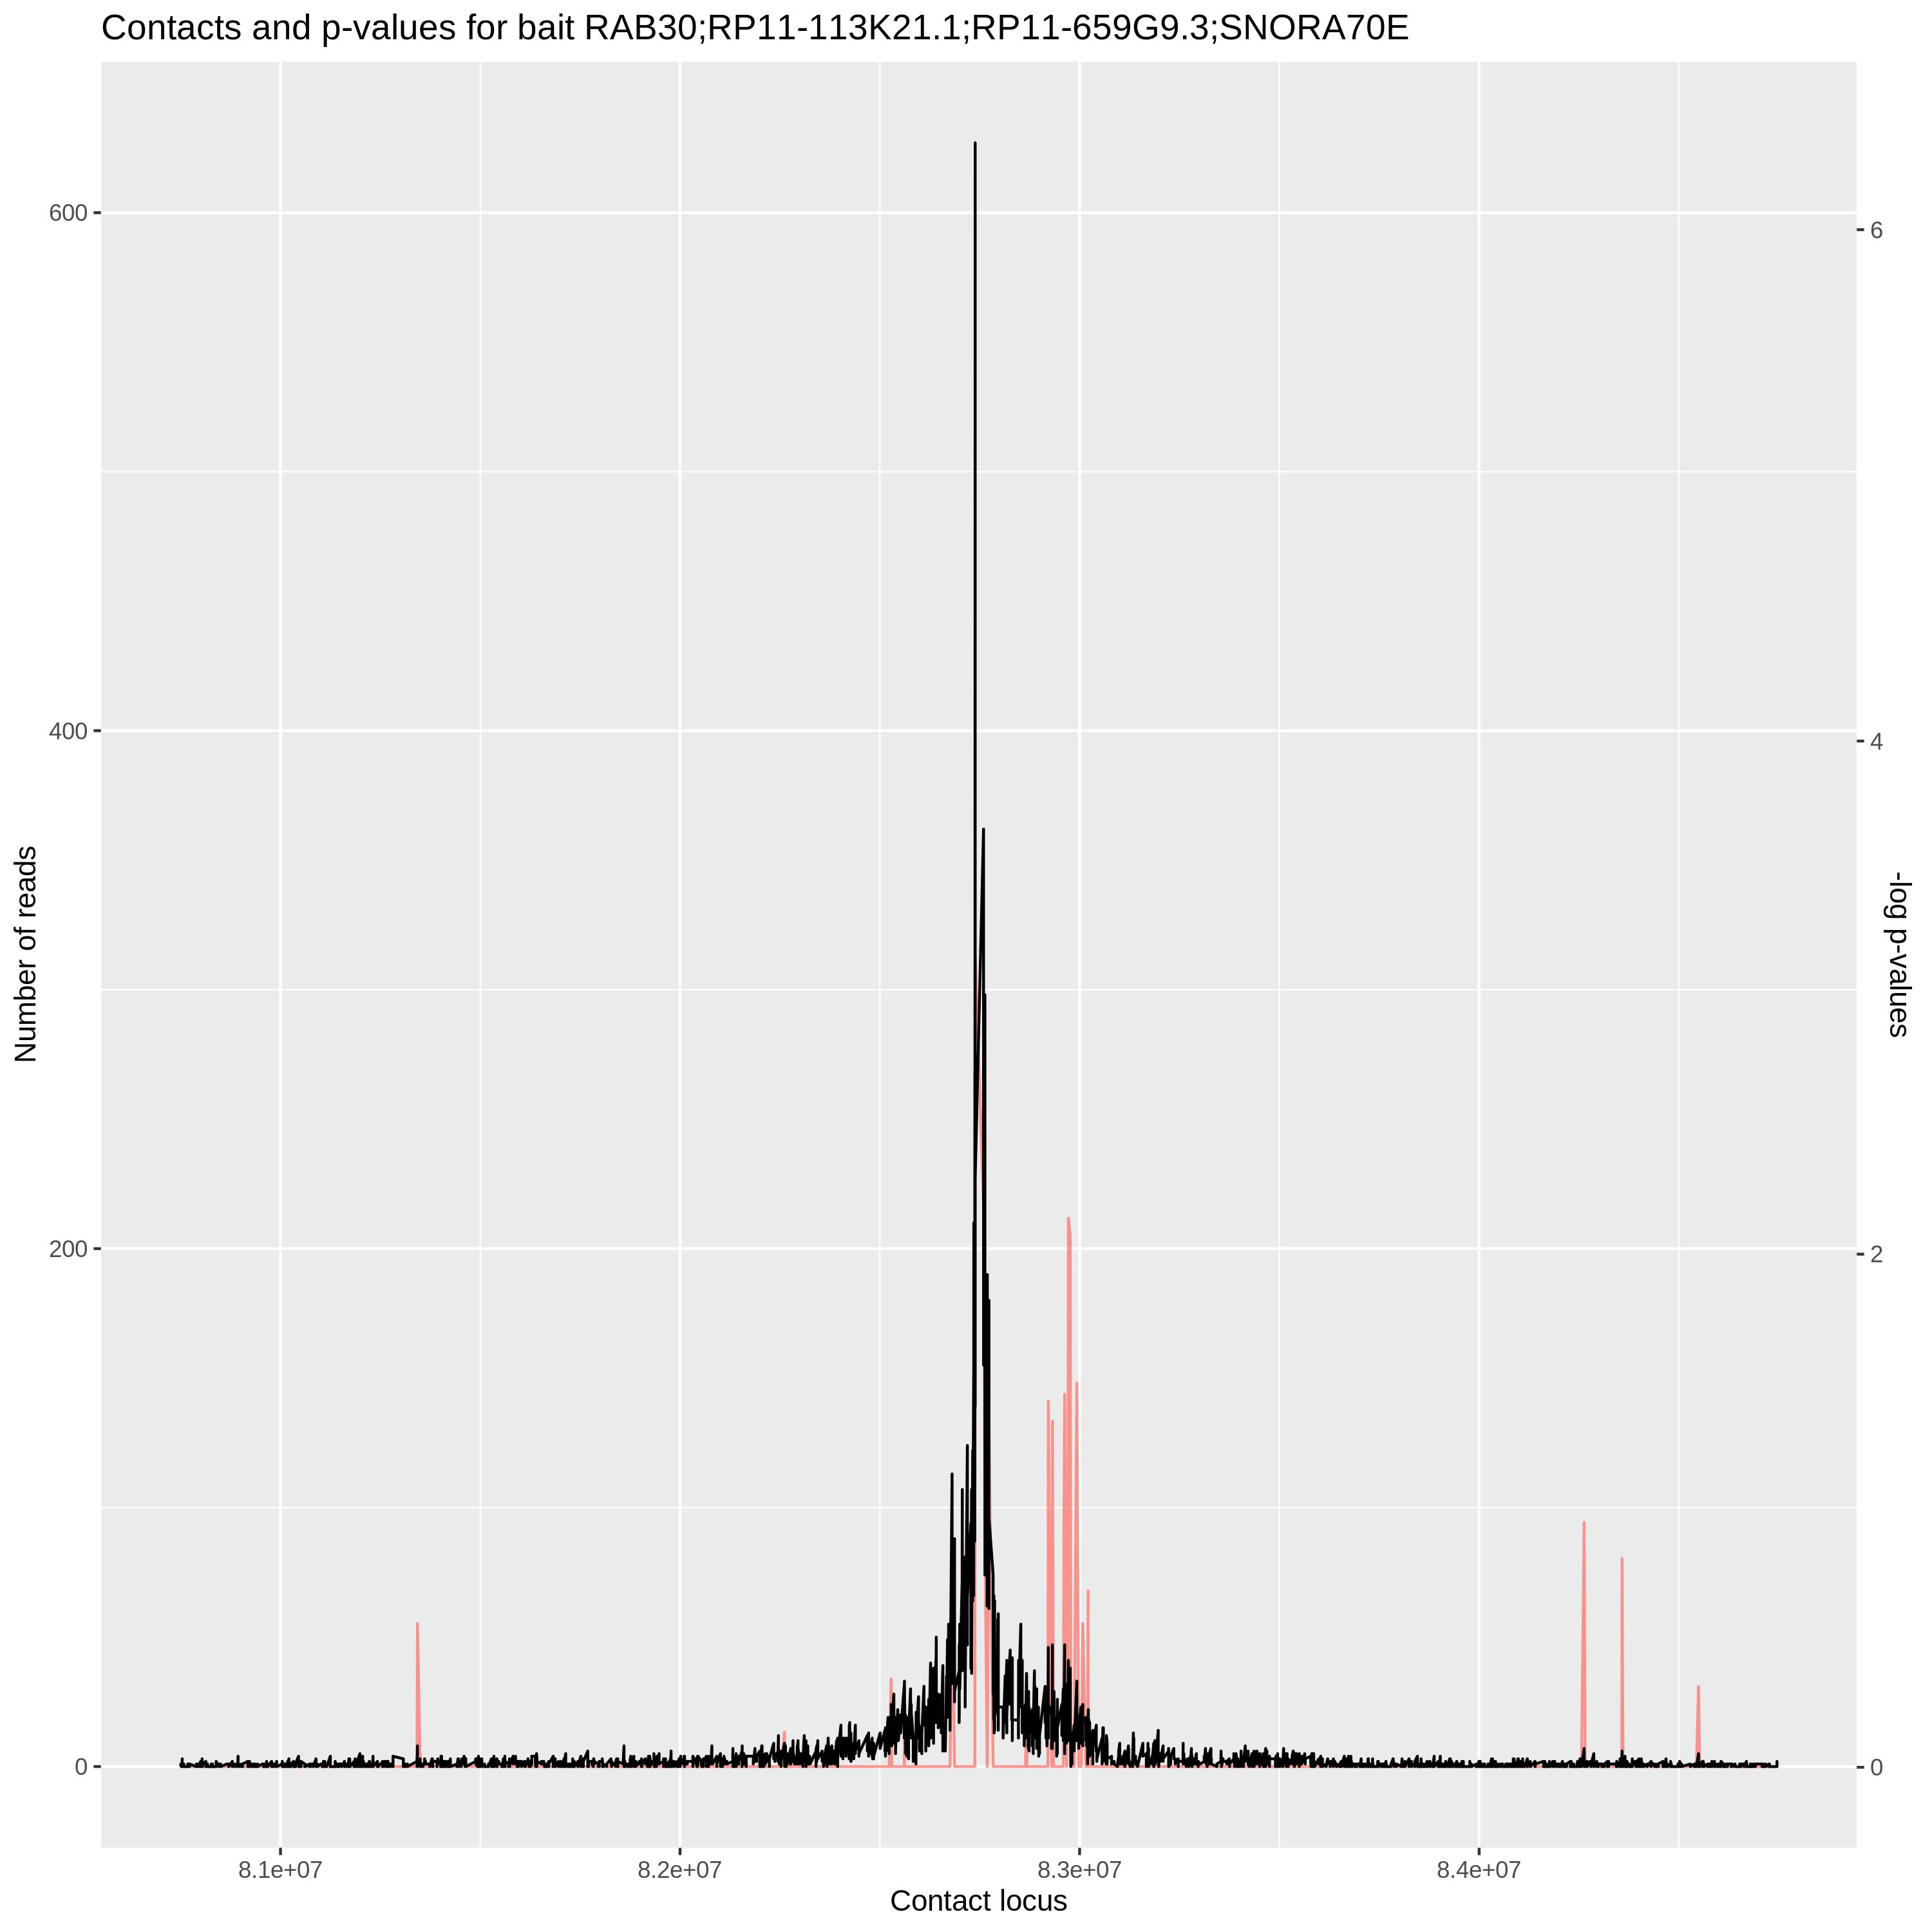 Contacts and p-values for bait RAB30;RP11-113K21.1;RP11-659G9.3;SNORA70E
Number of reads
600
400
200
0
6
4
2
0
-log p-values
8.1e+07
8.2e+07
8.3e+07
8.4e+07
Contact locus